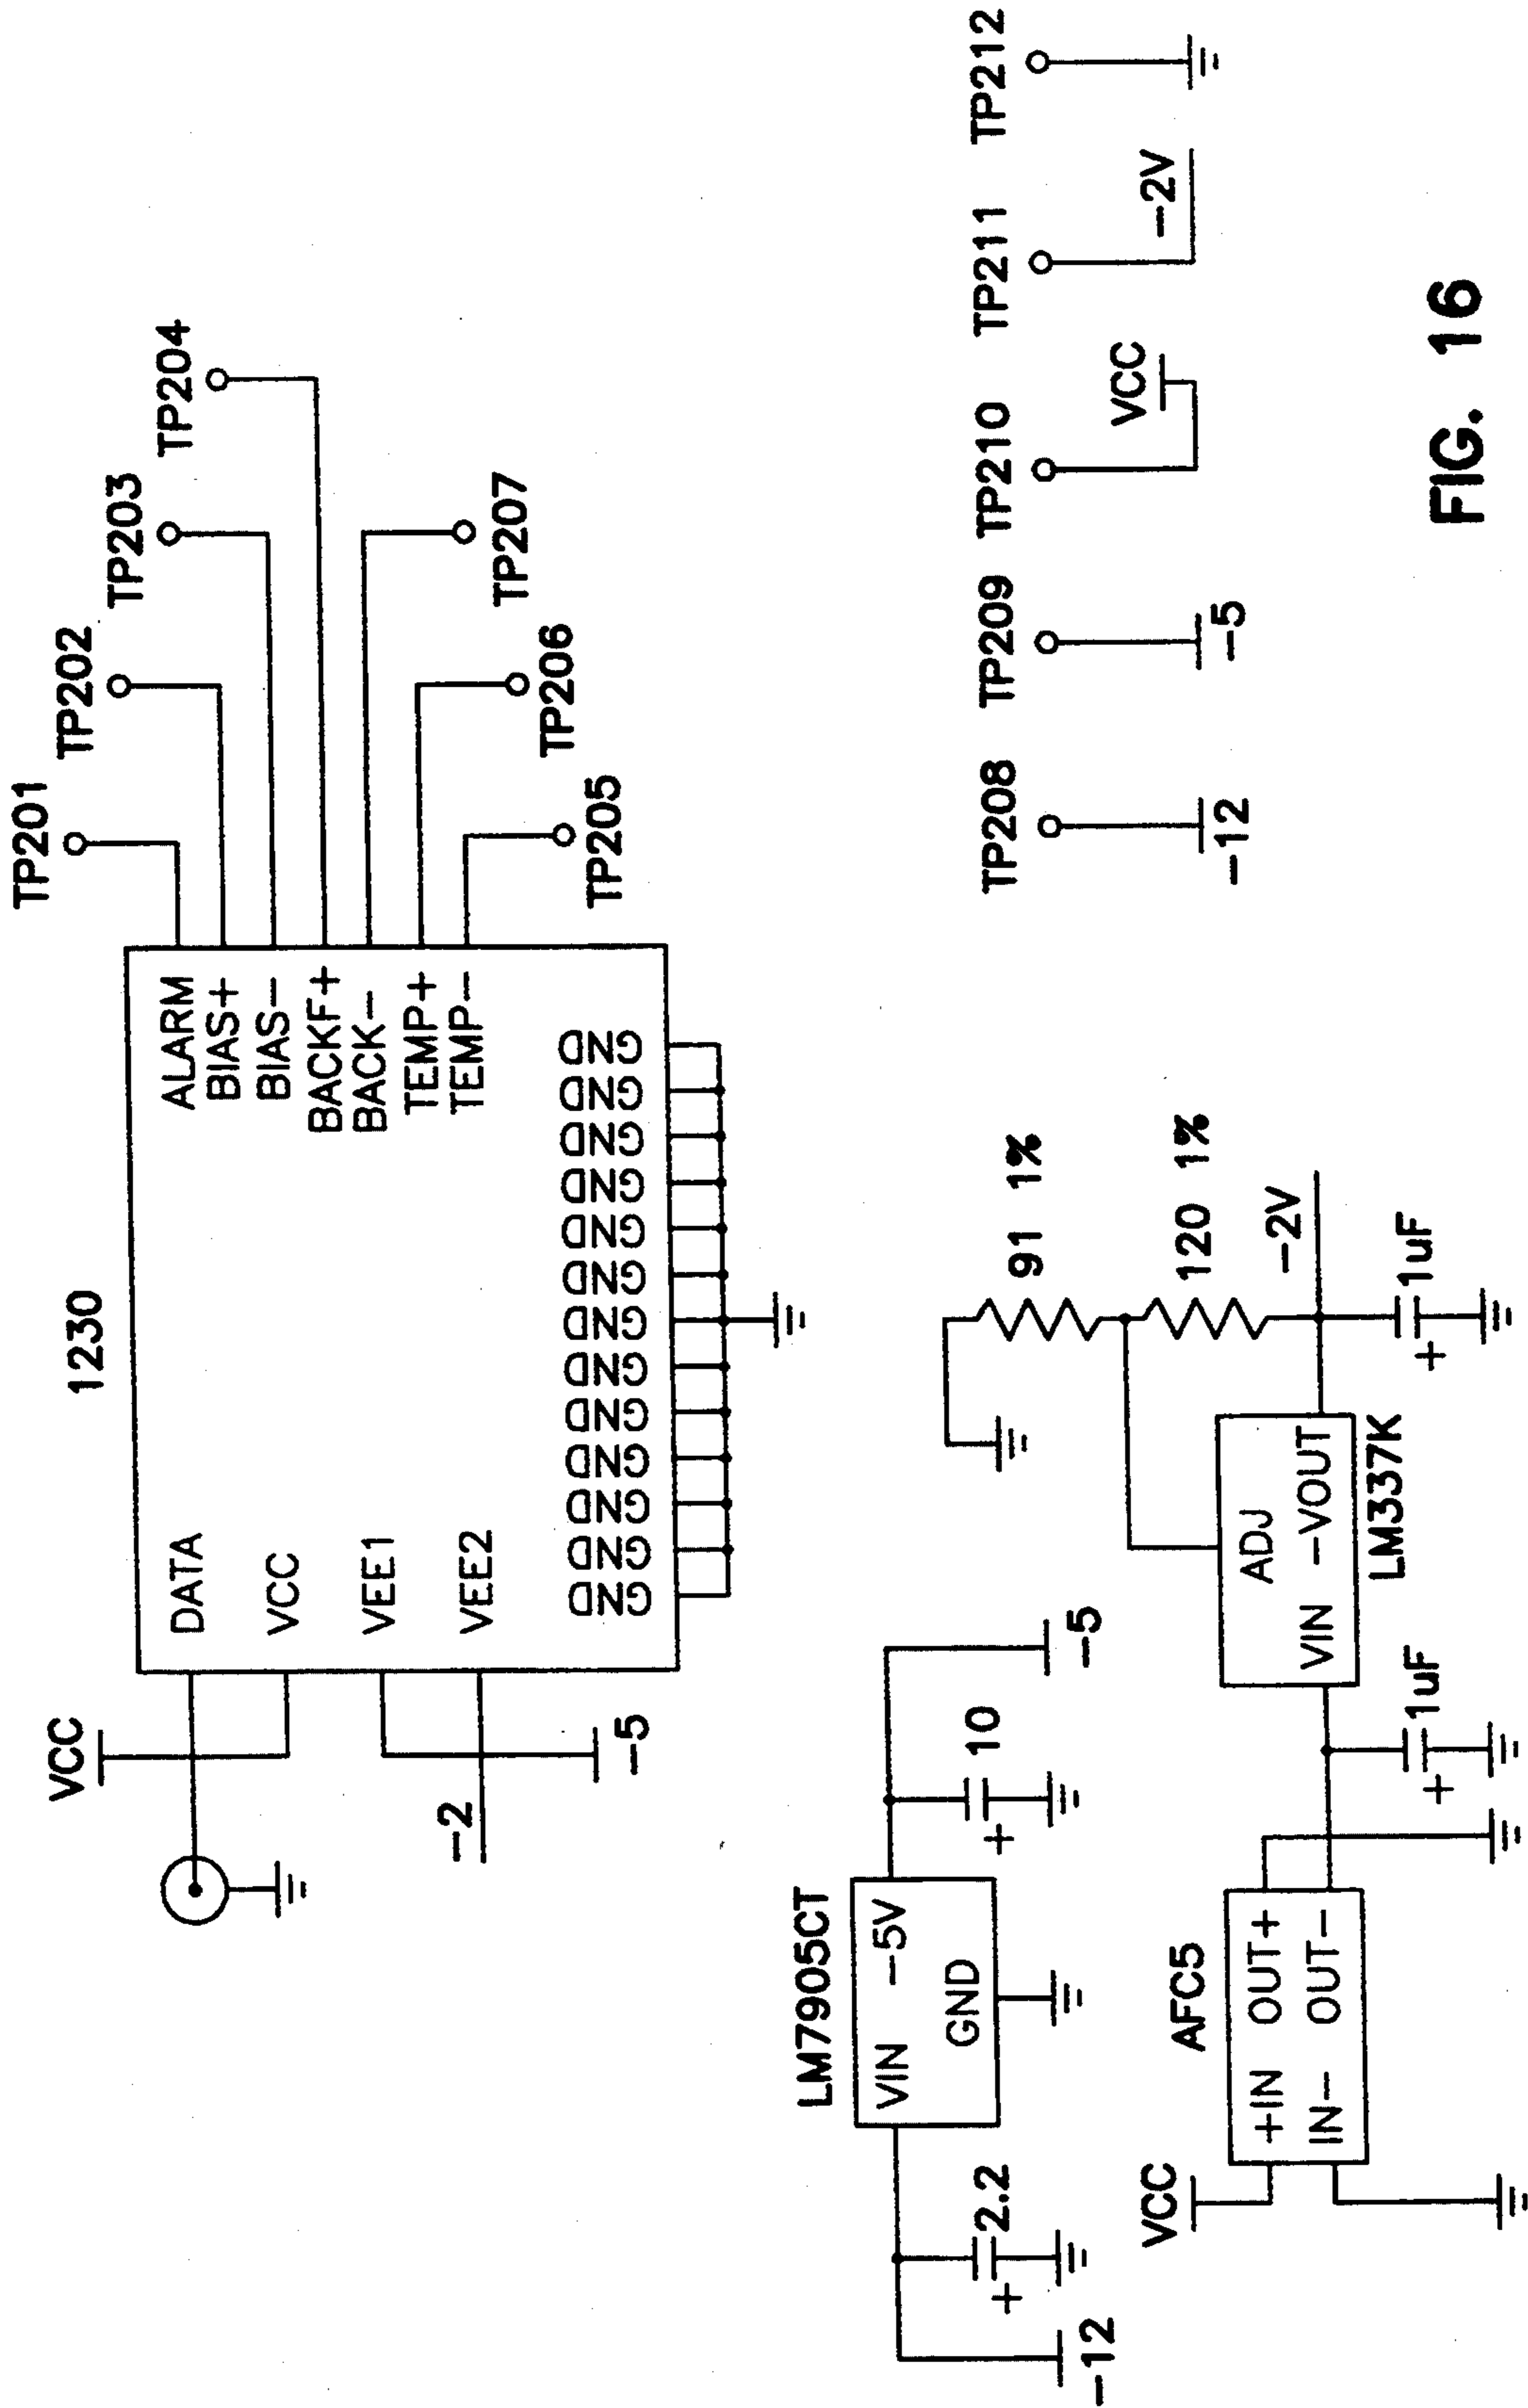 1230
TP201
TP202
TP203
TP204
VCC
DATA
VCC
VEE1
VEE2
-2
-5
ALARM
BIAS+
BIAS-
BACKF+
BACK-
TEMP+
TEMP-
GND GND GND GND GND GND GND GND GND GND GND GND GND
TP207
TP206
TP205
LM7905CT
VIN -5V
GND
-12
+ 2.2
+ 10
-5
AFC5
VCC
+IN OUT+
IN- OUT-
+ 1uF
ADJ
VIN -VOUT
LM337K
91 1%
120 1%
-2V
+ 1uF
TP208 TP209 TP210 TP211 TP212
-12
-5
VCC
-2V
FIG. 16